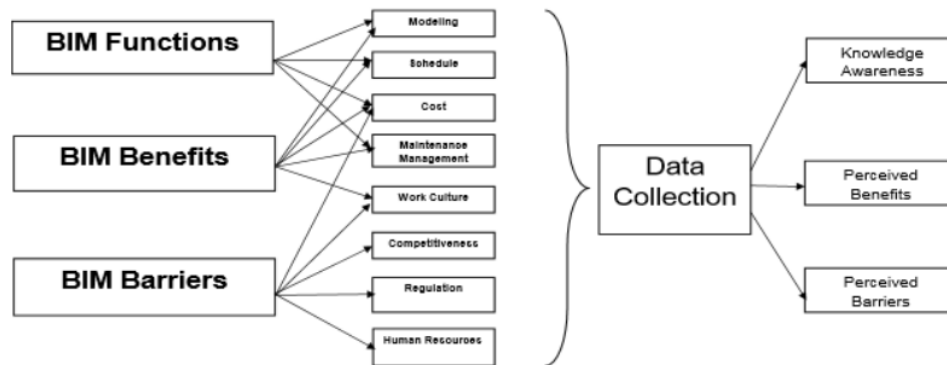 BIM Functions
BIM Benefits
BIM Barriers
Modeling
Schedule
Cost
Maintenance
Management
Work Culture
Competitiveness
Regulation
Human Resources
Data
Collection
Knowledge
Awareness
Perceived
Benefits
Perceived
Barriers